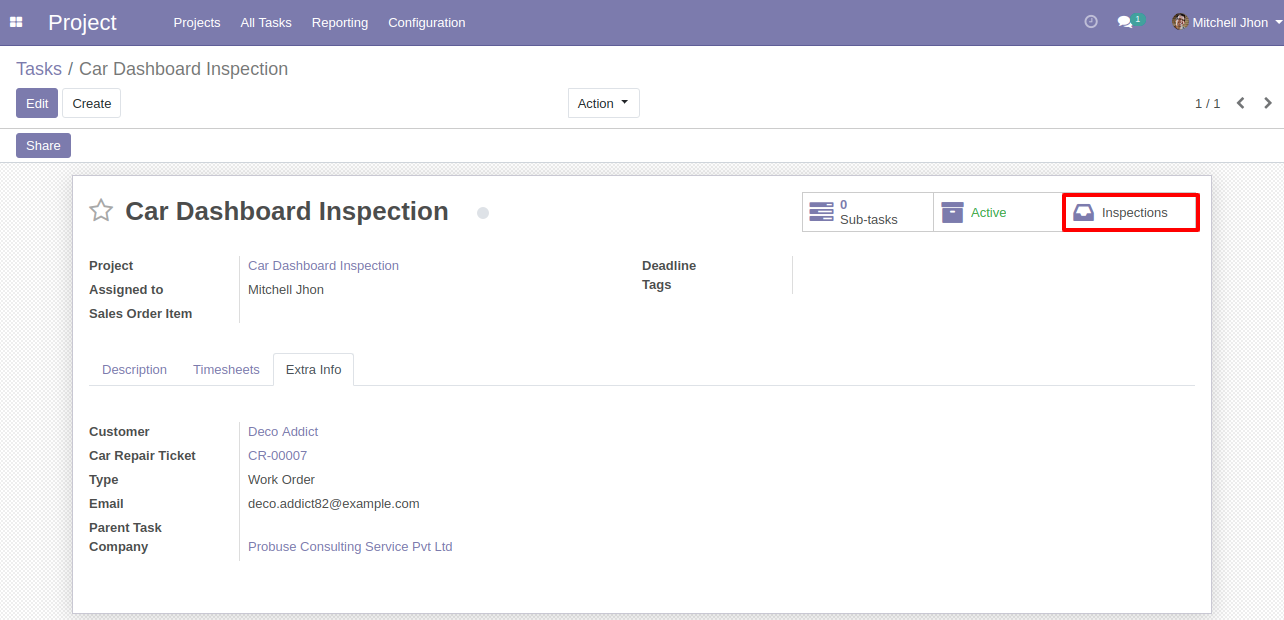 Project Projects All Tasks Reporting Configuration 1 Mitchell Jhon
Tasks / Car Dashboard Inspection
Edit Create Action 1 / 1
Share
Car Dashboard Inspection
0
Sub-tasks
Active
Inspections
Project Car Dashboard Inspection
Assigned to Mitchell Jhon
Sales Order Item
Deadline
Tags
Description Timesheets Extra Info
Customer Deco Addict
Car Repair Ticket CR-00007
Type Work Order
Email deco.addict82@example.com
Parent Task
Company Probuse Consulting Service Pvt Ltd